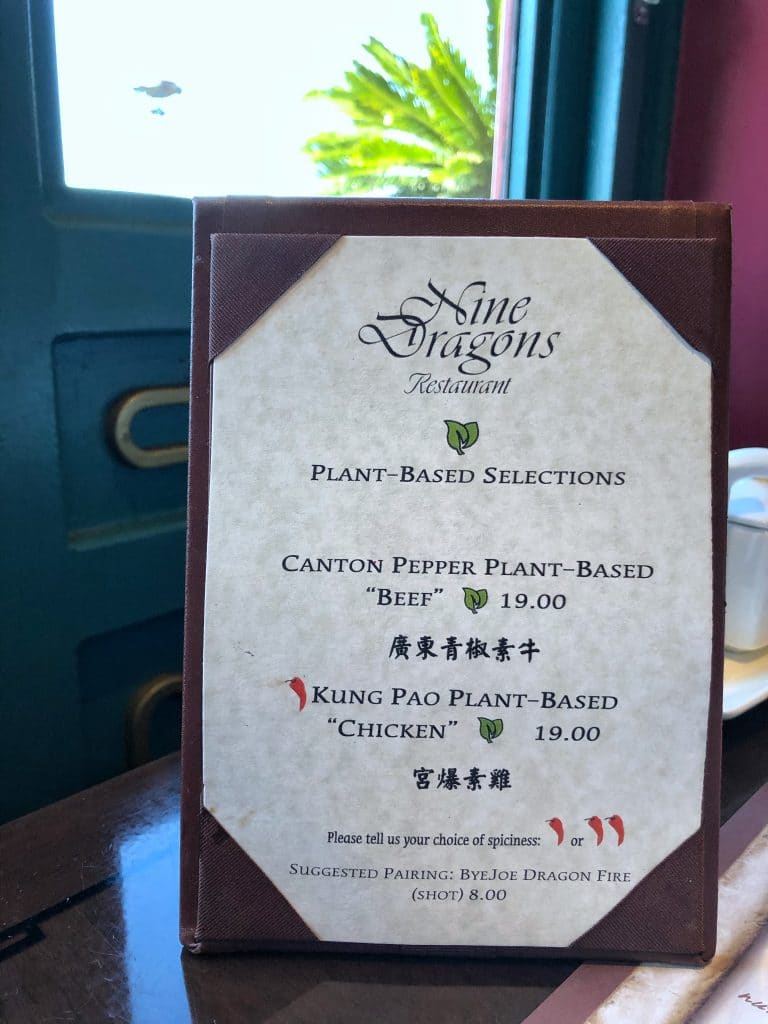 Nine
Dragons
Restaurant
Plant-Based Selections
Canton Pepper Plant-Based
"Beef" 19.00
廣東青椒素牛
Kung Pao Plant-Based
"Chicken" 19.00
宮爆素雞
Please tell us your choice of spiciness: or
Suggested Pairing: ByeJoe Dragon Fire
(shot) 8.00